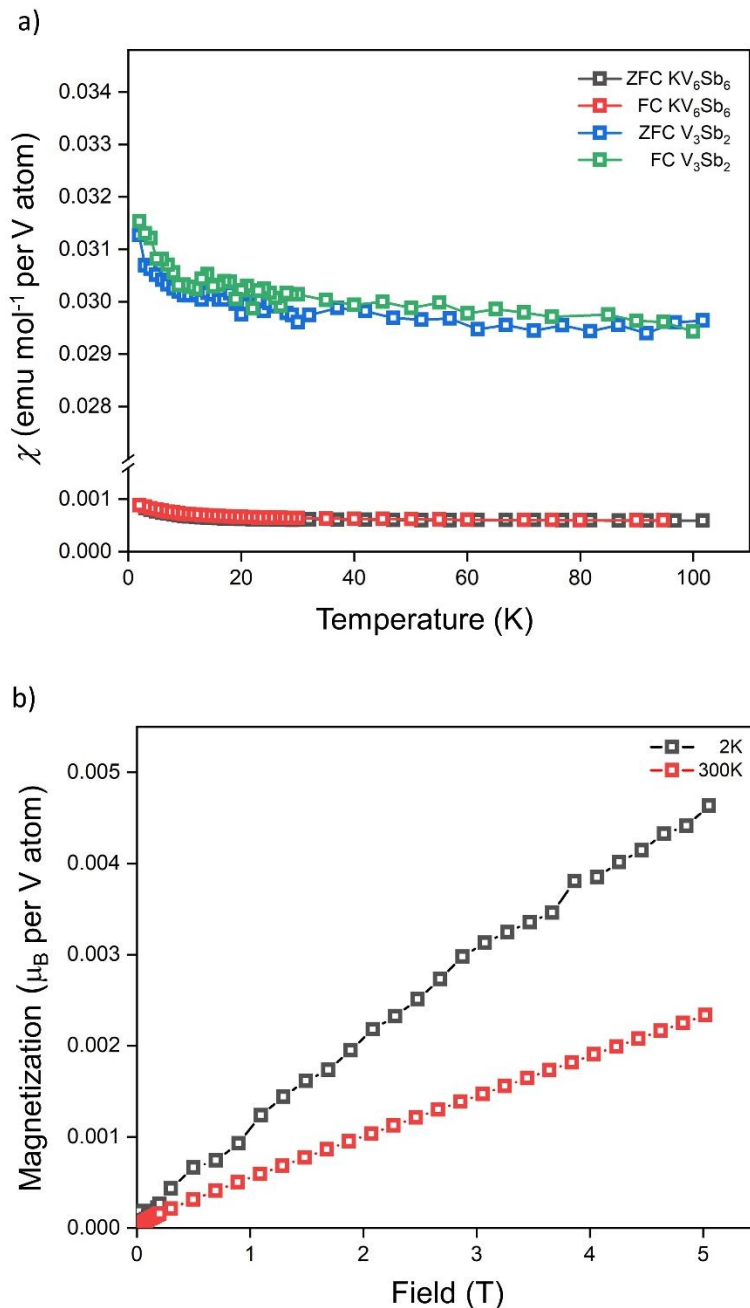 a)
0.034
0.033
0.032
0.031
0.030
0.029
0.028
0.001
0.000
χ (emu mol⁻¹ per V atom)
ZFC KV₆Sb₆
FC KV₆Sb₆
ZFC V₃Sb₂
FC V₃Sb₂
0 20 40 60 80 100
Temperature (K)
b)
0.005
0.004
0.003
0.002
0.001
0.000
Magnetization (μ_B per V atom)
2K
300K
0 1 2 3 4 5
Field (T)